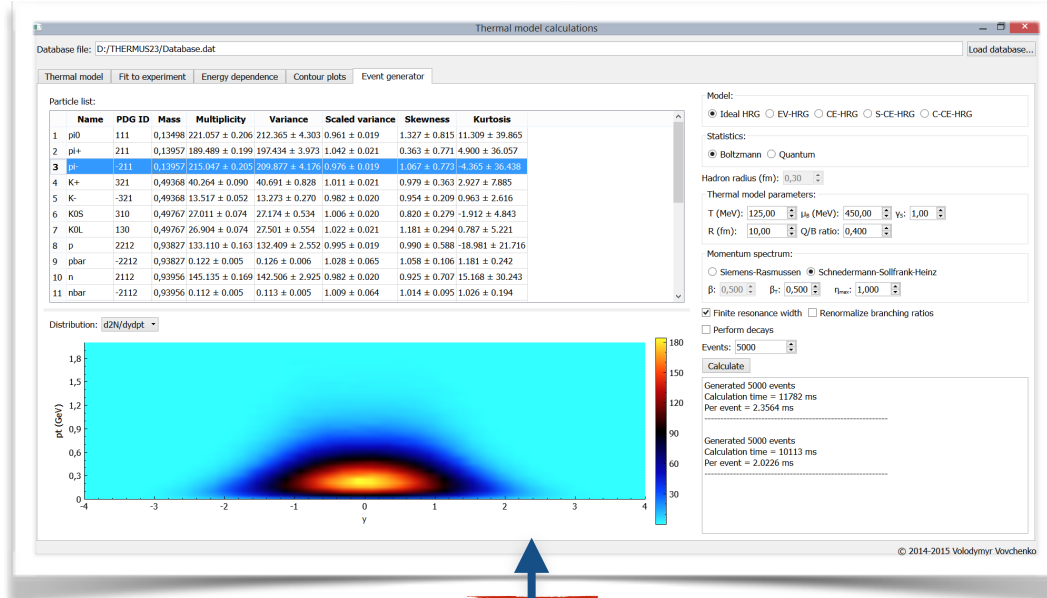 Thermal model calculations
Database file: D:/THERMUS23/Database.dat Load database...
Thermal model Fit to experiment Energy dependence Contour plots Event generator
Particle list:
Name PDG ID Mass Multiplicity Variance Scaled variance Skewness Kurtosis
1 pi0 111 0,13498 221.057 ± 0.206 212.365 ± 4.303 0.961 ± 0.019 1.327 ± 0.815 11.309 ± 39.865
2 pi+ 211 0,13957 189.489 ± 0.199 197.434 ± 3.973 1.042 ± 0.021 0.363 ± 0.771 4.900 ± 36.057
3 pi- -211 0,13957 215.047 ± 0.205 209.877 ± 4.176 0.976 ± 0.019 1.067 ± 0.773 -4.365 ± 36.438
4 K+ 321 0,49368 40.264 ± 0.090 40.691 ± 0.828 1.011 ± 0.021 0.979 ± 0.363 2.927 ± 7.885
5 K- -321 0,49368 13.517 ± 0.052 13.273 ± 0.270 0.982 ± 0.020 0.954 ± 0.209 0.963 ± 2.616
6 K0S 310 0,49767 27.011 ± 0.074 27.174 ± 0.534 1.006 ± 0.020 0.820 ± 0.279 -1.912 ± 4.843
7 K0L 130 0,49767 26.904 ± 0.074 27.501 ± 0.554 1.022 ± 0.021 1.181 ± 0.294 0.787 ± 5.221
8 p 2212 0,93827 133.110 ± 0.163 132.409 ± 2.552 0.995 ± 0.019 0.990 ± 0.588 -18.981 ± 21.716
9 pbar -2212 0,93827 0.122 ± 0.005 0.126 ± 0.006 1.028 ± 0.065 1.058 ± 0.106 1.181 ± 0.242
10 n 2112 0,93956 145.135 ± 0.169 142.506 ± 2.925 0.982 ± 0.020 0.925 ± 0.707 15.168 ± 30.243
11 nbar -2112 0,93956 0.112 ± 0.005 0.113 ± 0.005 1.009 ± 0.064 1.014 ± 0.095 1.026 ± 0.194
Distribution: d2N/dydpt
1,8
1,5
1,2
0,9
0,6
0,3
0
pt (GeV)
-4 -3 -2 -1 0 1 2 3 4
y
180
150
120
90
60
30
Model:
Ideal HRG EV-HRG CE-HRG S-CE-HRG C-CE-HRG
Statistics:
Boltzmann Quantum
Hadron radius (fm): 0,30
Thermal model parameters:
T (MeV): 125,00 μB (MeV): 450,00 γS: 1,00
R (fm): 10,00 Q/B ratio: 0,400
Momentum spectrum:
Siemens-Rasmussen Schnedermann-Sollfrank-Heinz
β: 0,500 βT: 0,500 ηmax: 1,000
Finite resonance width Renormalize branching ratios
Perform decays
Events: 5000
Calculate
Generated 5000 events
Calculation time = 11782 ms
Per event = 2.3564 ms
----------------------------------------------------
Generated 5000 events
Calculation time = 10113 ms
Per event = 2.0226 ms
----------------------------------------------------
© 2014-2015 Volodymyr Vovchenko